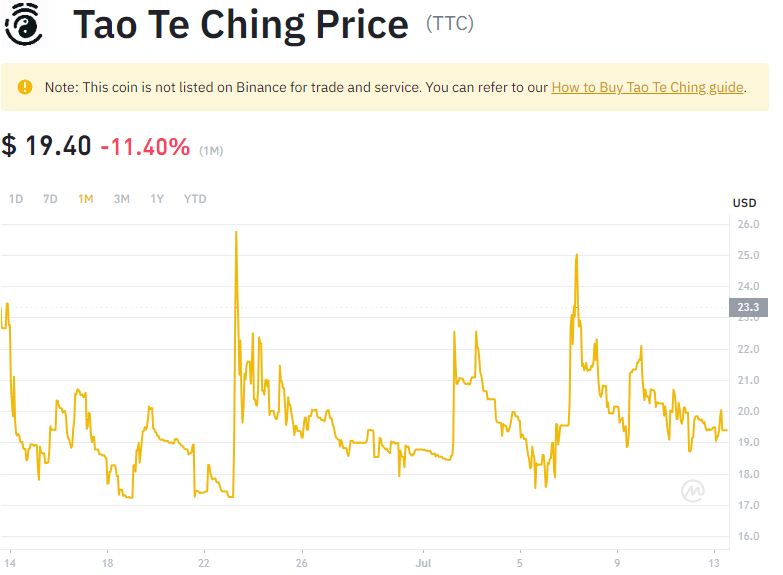 Tao Te Ching Price (TTC)
Note: This coin is not listed on Binance for trade and service. You can refer to our How to Buy Tao Te Ching guide.
$ 19.40 -11.40% (1M)
1D 7D 1M 3M 1Y YTD
USD
26.0
25.0
24.0
23.3
23.0
22.0
21.0
20.0
19.0
18.0
17.0
16.0
14 18 22 26 Jul 5 9 13